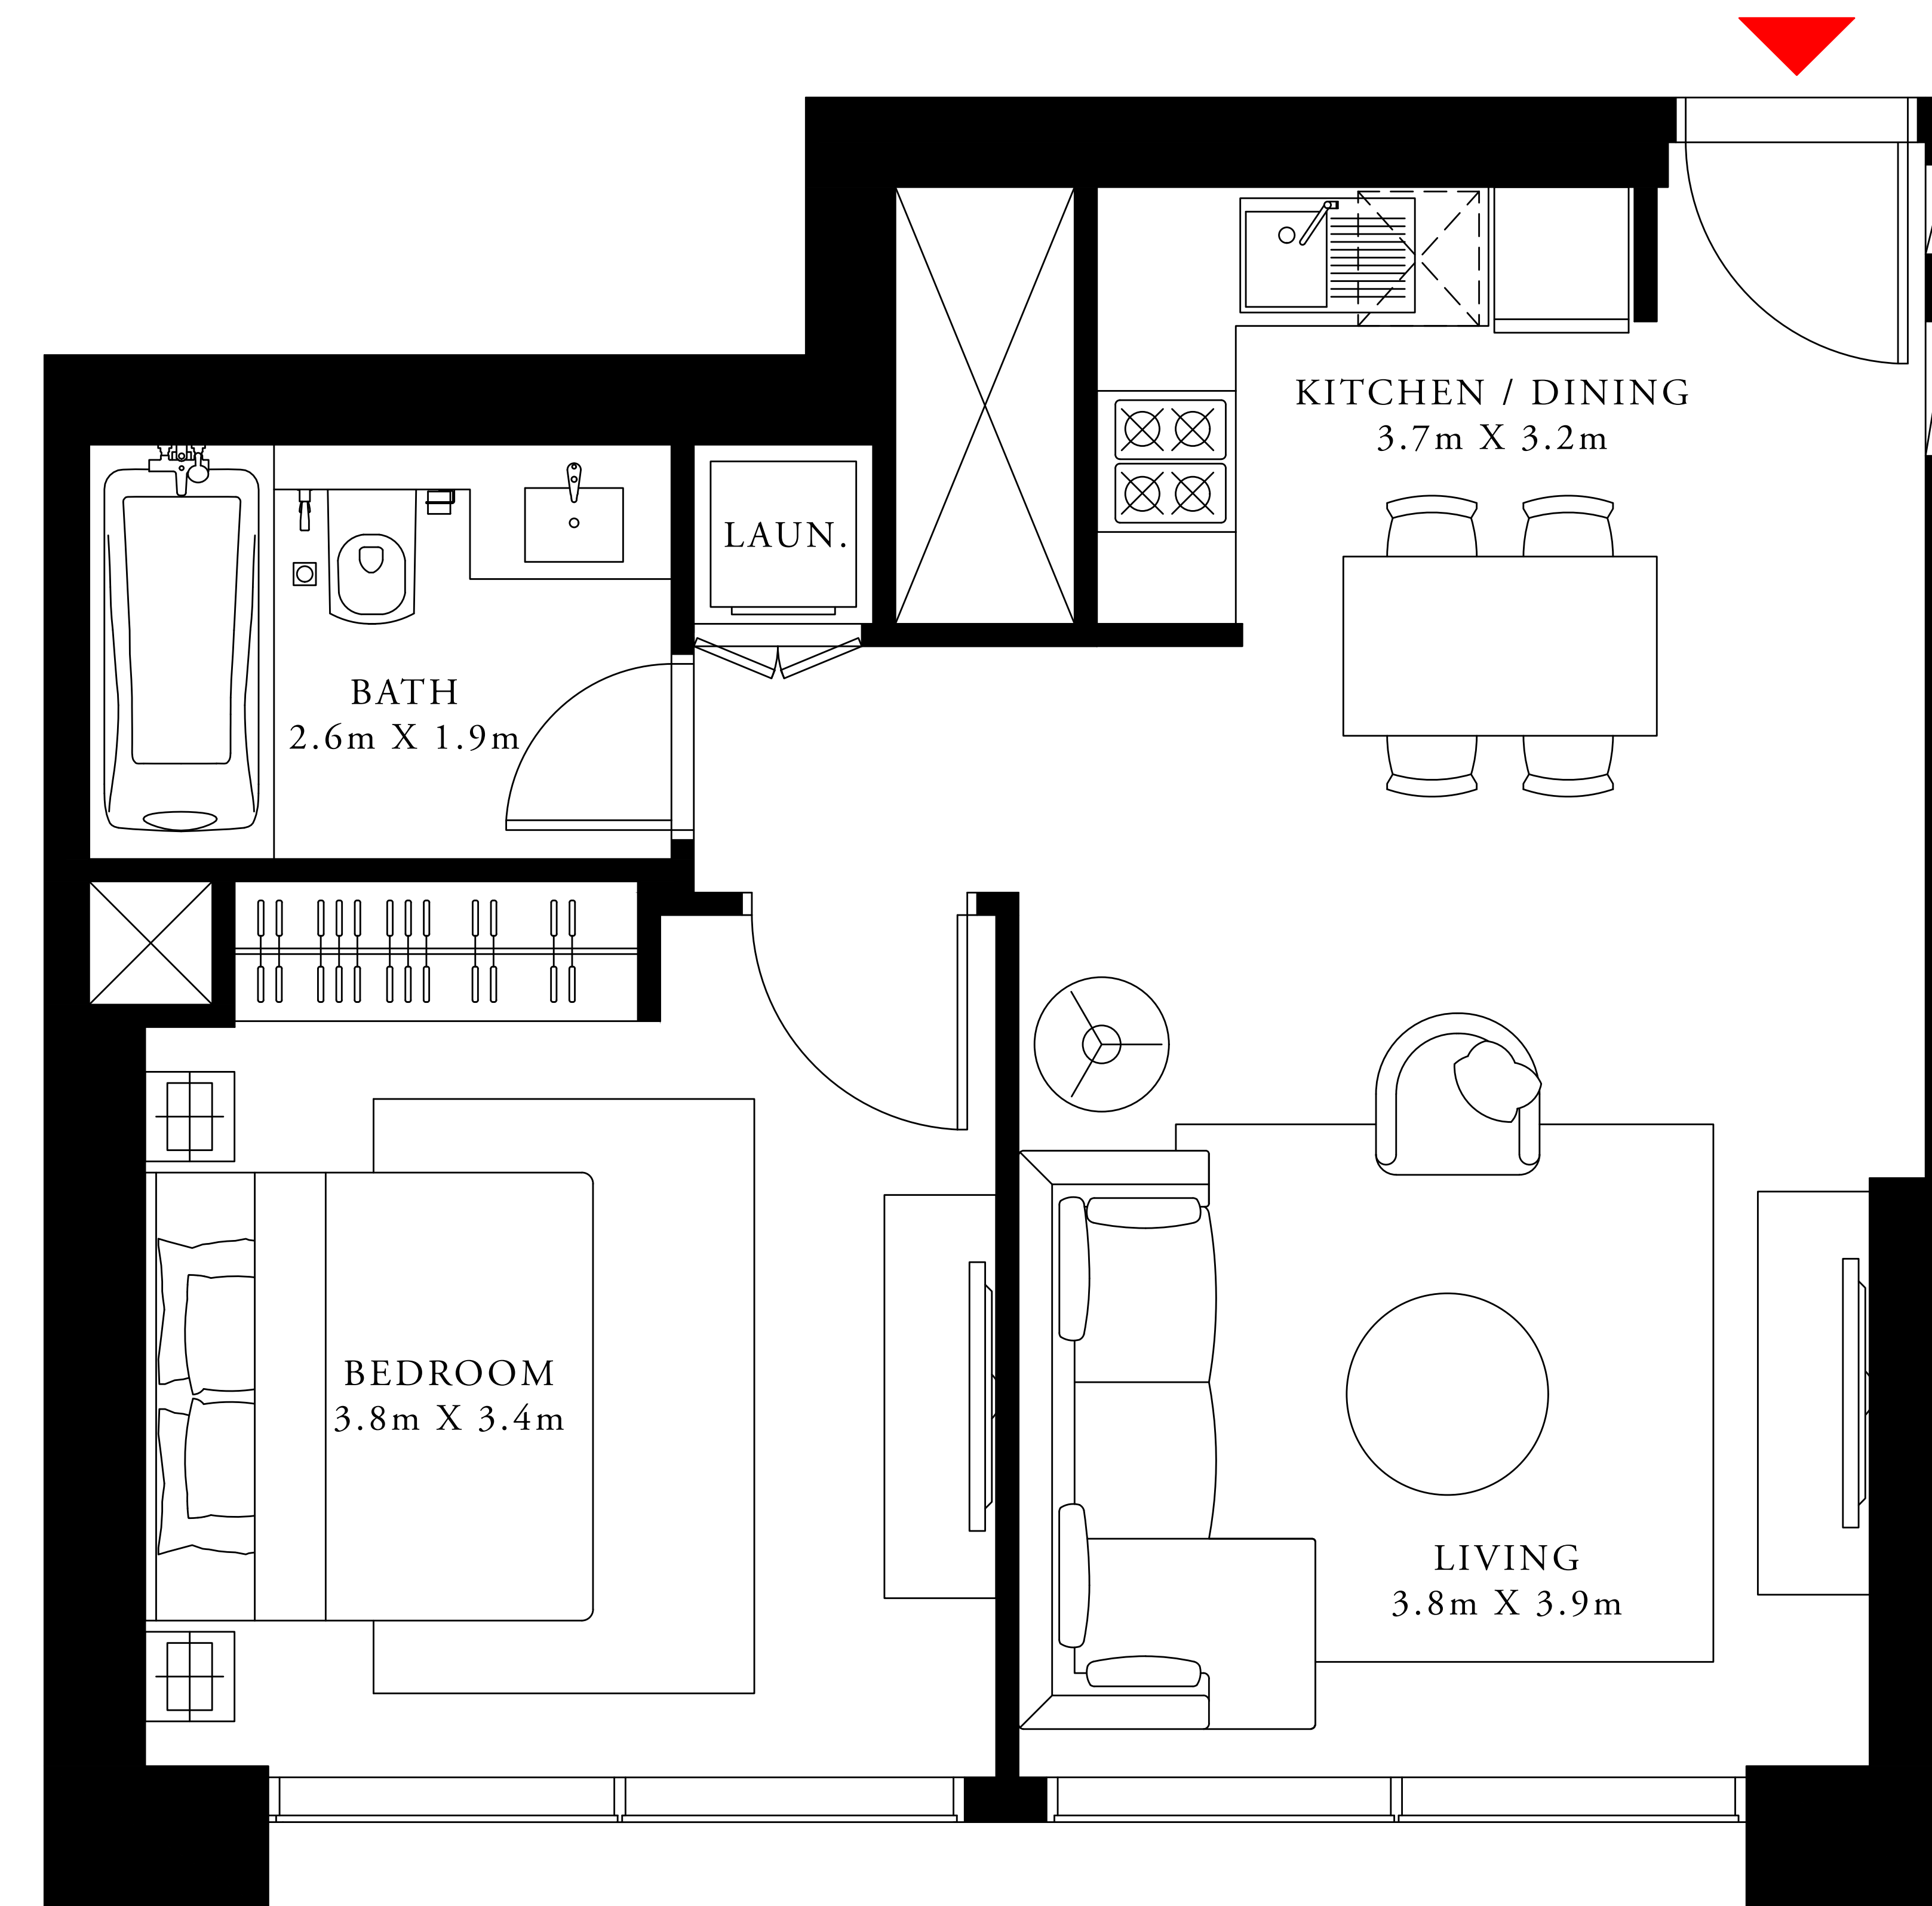 KITCHEN / DINING
3.7m X 3.2m
LAUN.
BATH
2.6m X 1.9m
BEDROOM
3.8m X 3.4m
LIVING
3.8m X 3.9m